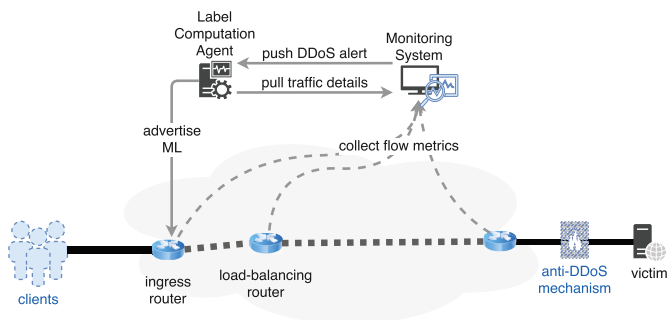 Label
Computation
Agent
Monitoring
System
push DDoS alert
pull traffic details
advertise
ML
collect flow metrics
clients
ingress
router
load-balancing
router
anti-DDoS
mechanism
victim